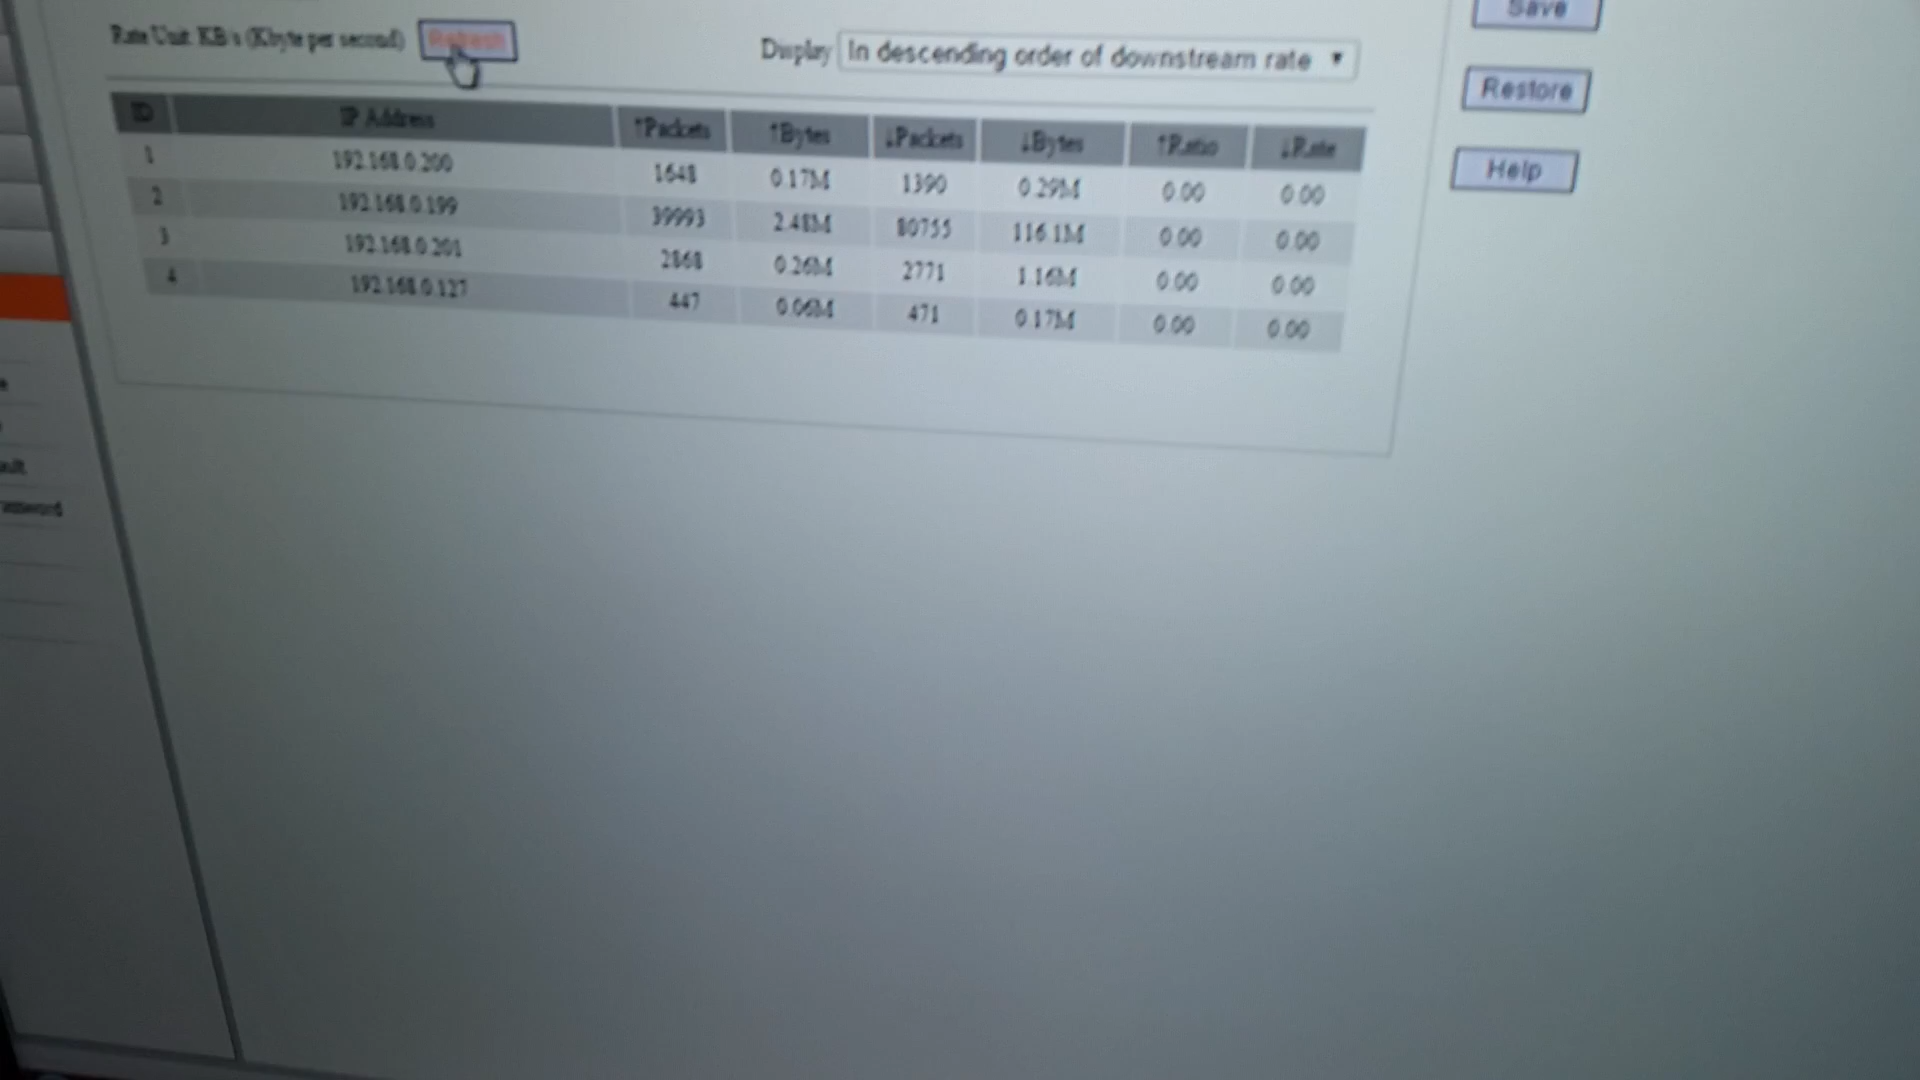 Save
Rate Unit: KB/s (Kbyte per second) Refresh
Display In descending order of downstream rate
Restore
ID IP Address ↑Packets ↑Bytes ↓Packets ↓Bytes ↑Ratio ↓Rate
1 192.168.0.200 1648 0.17M 1390 0.29M 0.00 0.00
2 192.168.0.199 39993 2.48M 80755 116.1M 0.00 0.00
3 192.168.0.201 2868 0.26M 2771 1.16M 0.00 0.00
4 192.168.0.127 447 0.06M 471 0.17M 0.00 0.00
Help